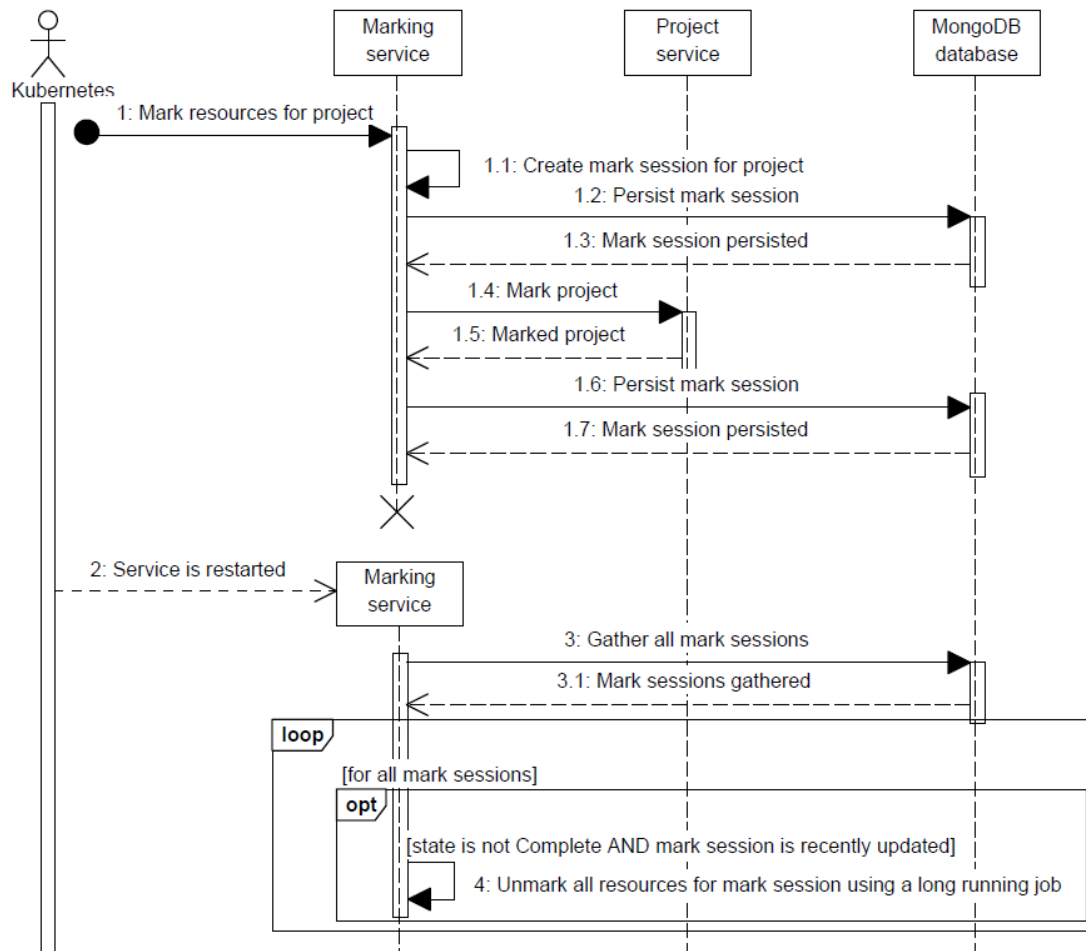 Marking
service
Project
service
MongoDB
database
Kubernetes
1: Mark resources for project
1.1: Create mark session for project
1.2: Persist mark session
1.3: Mark session persisted
1.4: Mark project
1.5: Marked project
1.6: Persist mark session
1.7: Mark session persisted
2: Service is restarted
Marking
service
3: Gather all mark sessions
3.1: Mark sessions gathered
loop
[for all mark sessions]
opt
[state is not Complete AND mark session is recently updated]
4: Unmark all resources for mark session using a long running job